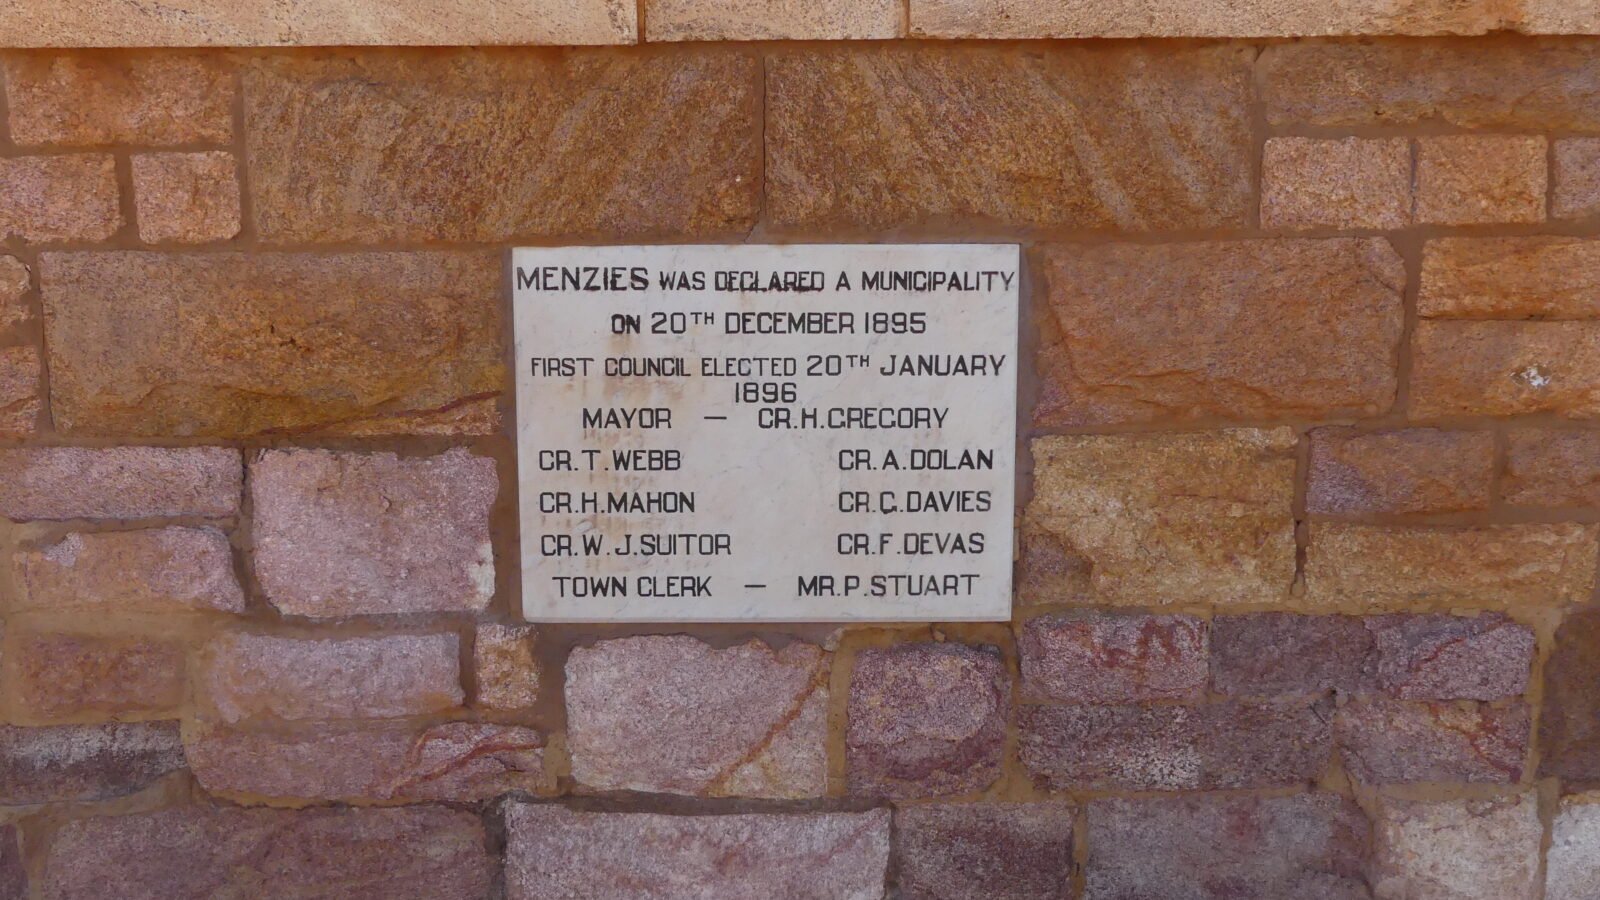 MENZIES WAS DECLARED A MUNICIPALITY
ON 20TH DECEMBER 1895
FIRST COUNCIL ELECTED 20TH JANUARY
1896
MAYOR — CR.H.GREGORY
CR.T.WEBB CR.A.DOLAN
CR.H.MAHON CR.G.DAVIES
CR.W.J.SUITOR CR.F.DEVAS
TOWN CLERK — MR.P.STUART